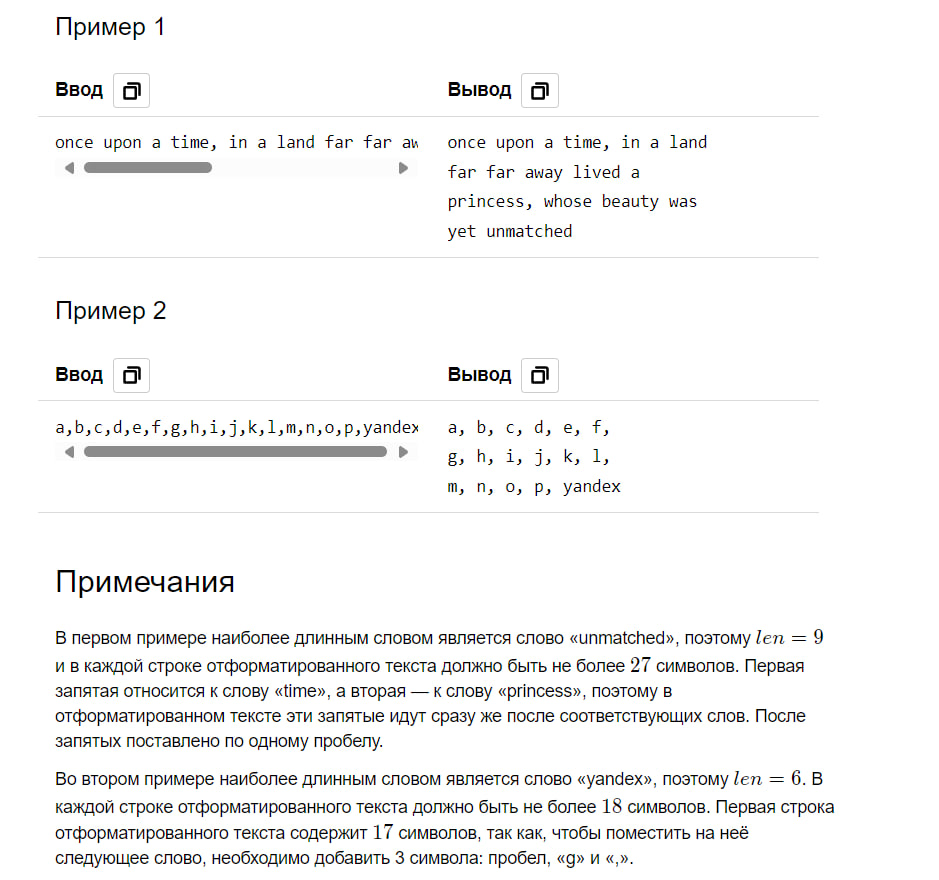 Пример 1
Ввод
Вывод
once upon a time, in a land far far aw
once upon a time, in a land
far far away lived a
princess, whose beauty was
yet unmatched
Пример 2
Ввод
Вывод
a,b,c,d,e,f,g,h,i,j,k,l,m,n,o,p,yandex
a, b, c, d, e, f,
g, h, i, j, k, l,
m, n, o, p, yandex
Примечания
В первом примере наиболее длинным словом является слово «unmatched», поэтому len = 9
и в каждой строке отформатированного текста должно быть не более 27 символов. Первая
запятая относится к слову «time», а вторая — к слову «princess», поэтому в
отформатированном тексте эти запятые идут сразу же после соответствующих слов. После
запятых поставлено по одному пробелу.
Во втором примере наиболее длинным словом является слово «yandex», поэтому len = 6. В
каждой строке отформатированного текста должно быть не более 18 символов. Первая строка
отформатированного текста содержит 17 символов, так как, чтобы поместить на неё
следующее слово, необходимо добавить 3 символа: пробел, «g» и «,».